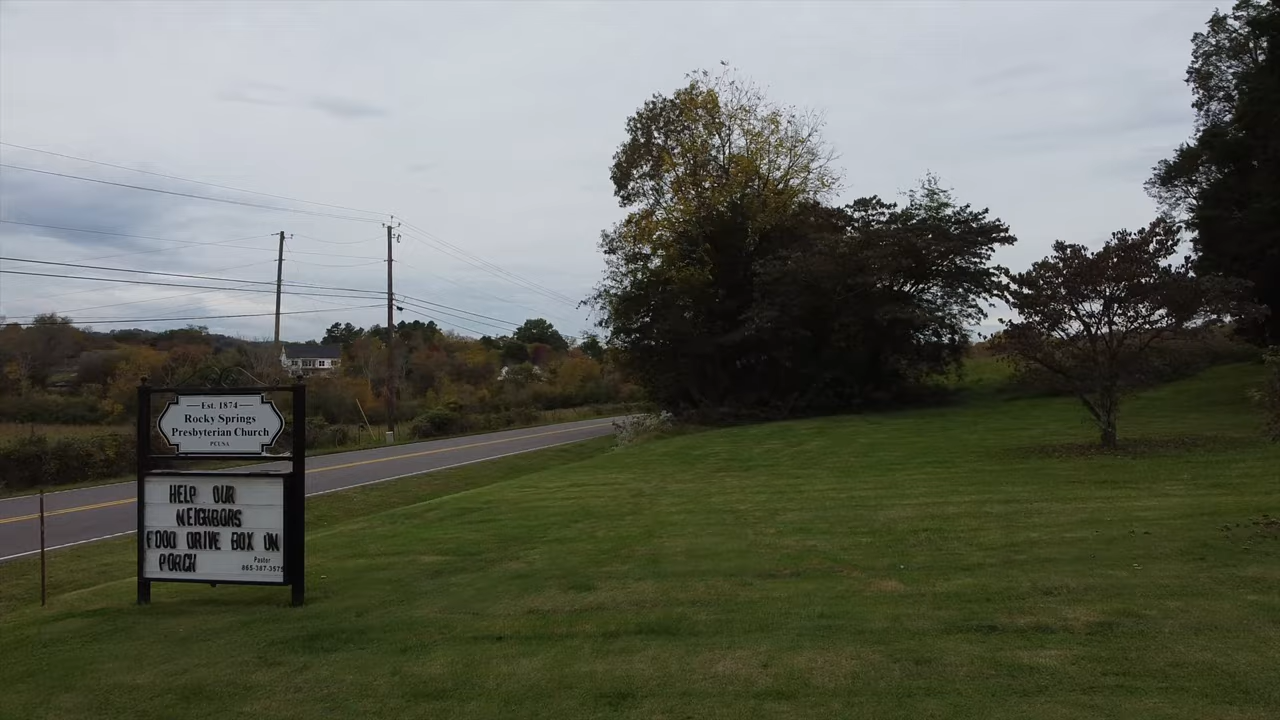 Est. 1874
Rocky Springs
Presbyterian Church
PCUSA
HELP OUR
NEIGHBORS
FOOD DRIVE BOX ON
PORCH
Pastor
865-387-3575